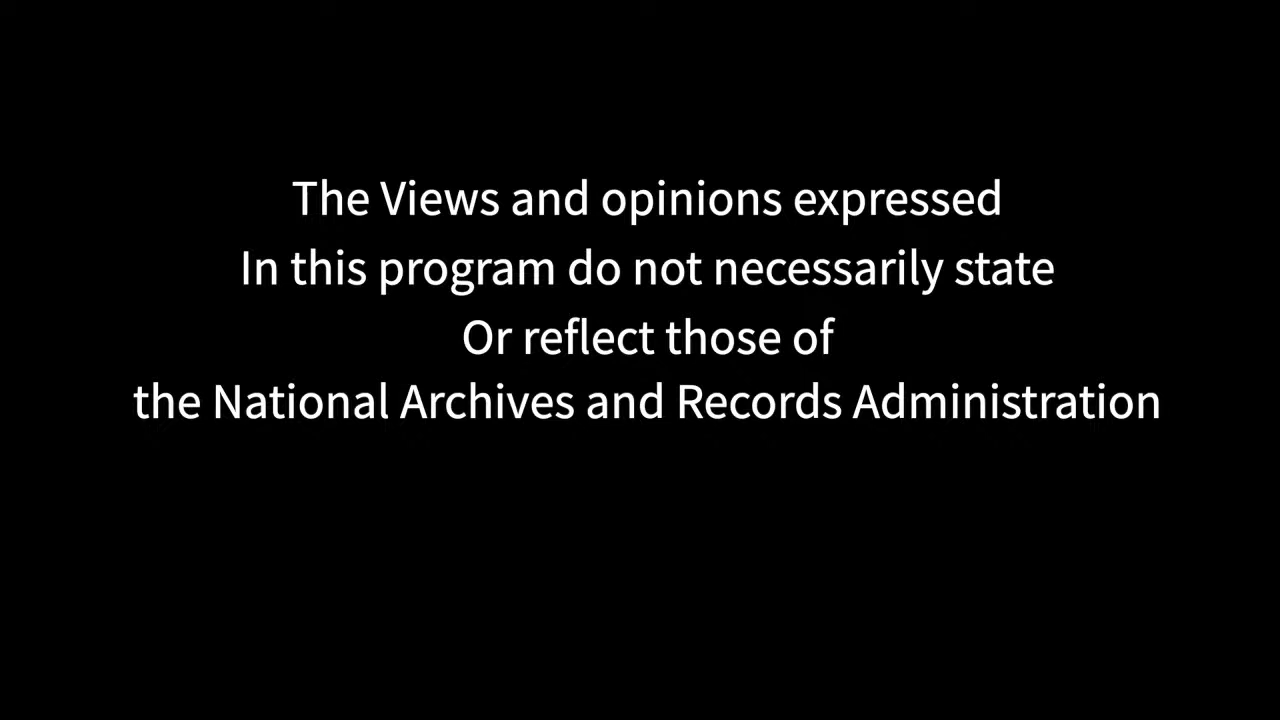 The Views and opinions expressed
In this program do not necessarily state
Or reflect those of
the National Archives and Records Administration